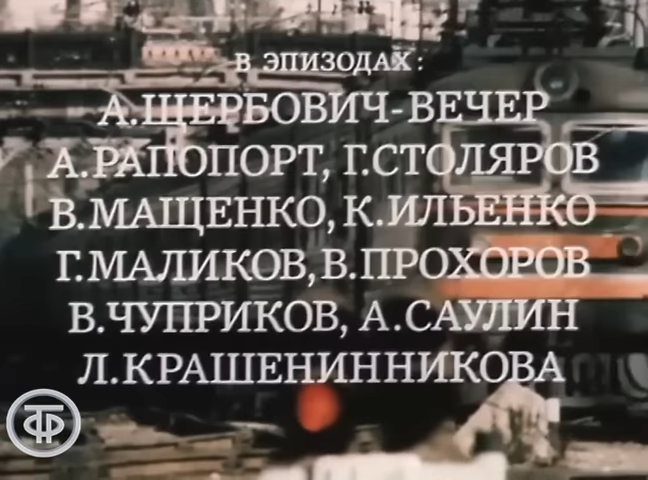 В ЭПИЗОДАХ:
А.ЩЕРБОВИЧ-ВЕЧЕР
А.РАПОПОРТ, Г.СТОЛЯРОВ
В.МАЩЕНКО, К.ИЛЬЕНКО
Г.МАЛИКОВ, В.ПРОХОРОВ
В.ЧУПРИКОВ, А.САУЛИН
Л.КРАШЕНИННИКОВА